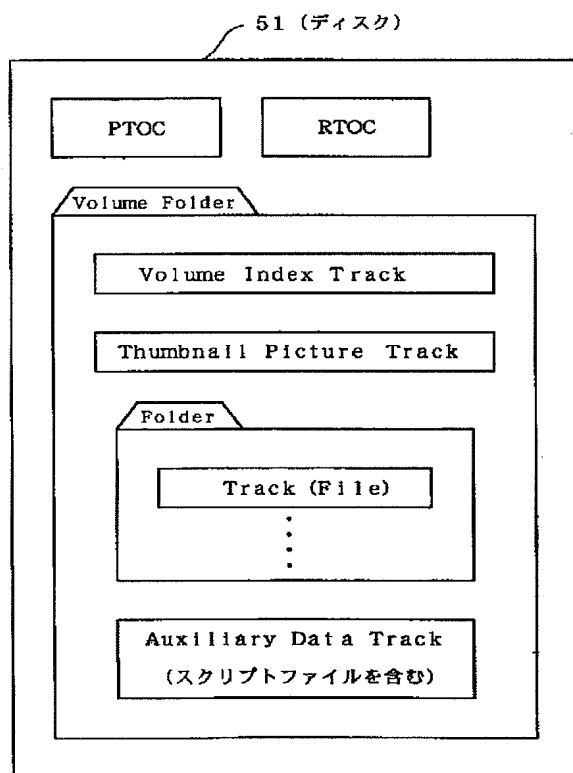 51 (ディスク)
PTOC
RTOC
Volume Folder
Volume Index Track
Thumbnail Picture Track
Folder
Track (File)
Auxiliary Data Track
(スクリプトファイルを含む)